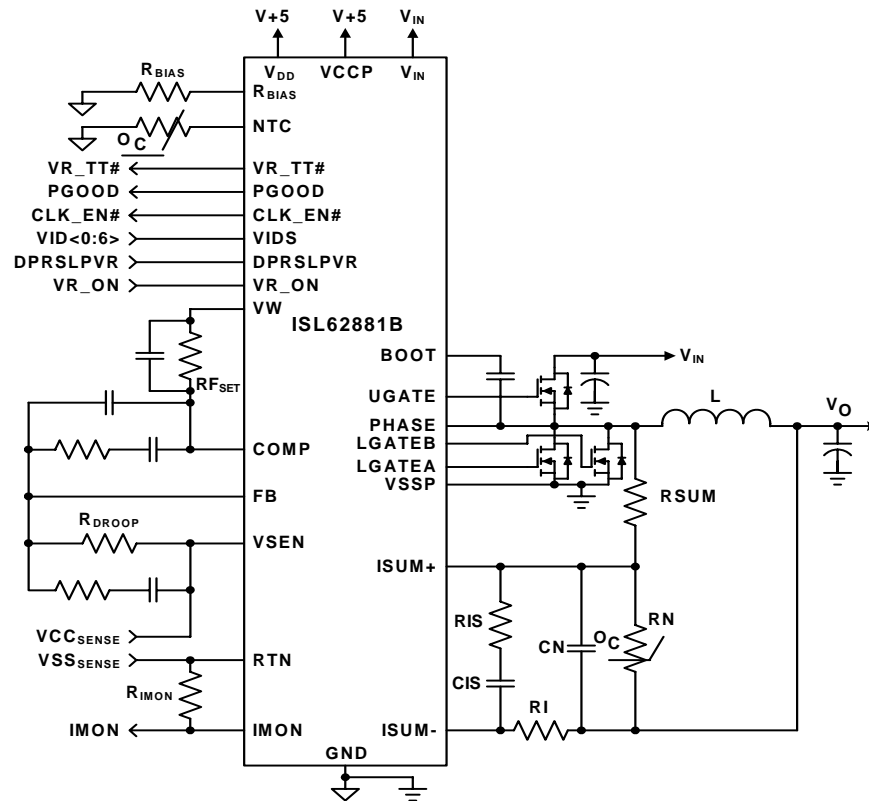 V+5 V+5 VIN
VDD VCCP VIN
RBIAS
RBIAS
NTC
OC
VR_TT# VR_TT#
PGOOD PGOOD
CLK_EN# CLK_EN#
VID<0:6> VIDS
DPRSLPVR DPRSLPVR
VR_ON VR_ON
VW
ISL62881B
RFSET
BOOT
VIN
UGATE
L
PHASE
VO
COMP
LGATEB
LGATEA
VSSP
FB
RSUM
RDROOP
VSEN
ISUM+
RIS
CN
OC
RN
VCCSENSE
VSSSENSE RTN
CIS
RIMON
RI
IMON IMON
ISUM-
GND